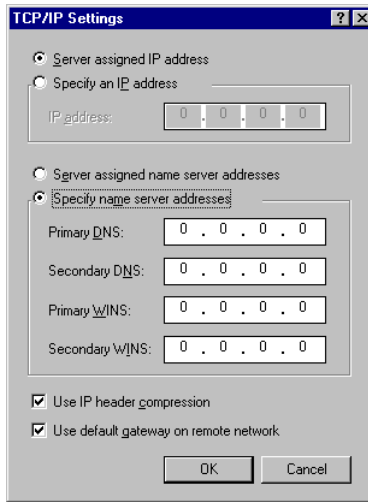 TCP/IP Settings ? X
Server assigned IP address
Specify an IP address
IP address: 0 . 0 . 0 . 0
Server assigned name server addresses
Specify name server addresses
Primary DNS: 0 . 0 . 0 . 0
Secondary DNS: 0 . 0 . 0 . 0
Primary WINS: 0 . 0 . 0 . 0
Secondary WINS: 0 . 0 . 0 . 0
Use IP header compression
Use default gateway on remote network
OK Cancel